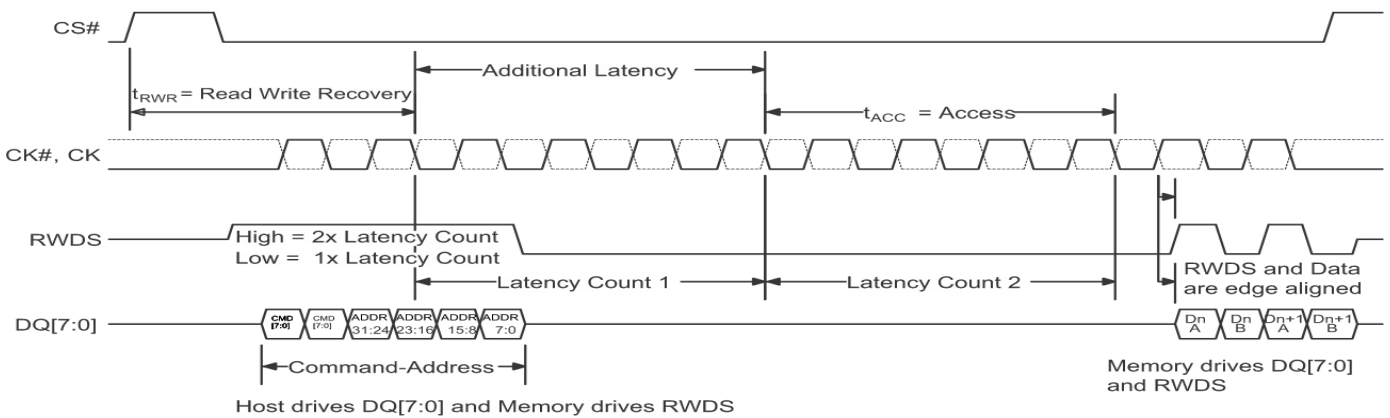 CS#
Additional Latency
tRWR = Read Write Recovery
tACC = Access
CK#, CK
RWDS
High = 2x Latency Count
Low = 1x Latency Count
Latency Count 1
Latency Count 2
RWDS and Data
are edge aligned
DQ[7:0]
CMD
[7:0]
CMD
[7:0]
ADDR
31:24
ADDR
23:16
ADDR
15:8
ADDR
7:0
Dn
A
Dn
B
Dn+1
A
Dn+1
B
Command-Address
Memory drives DQ[7:0]
and RWDS
Host drives DQ[7:0] and Memory drives RWDS